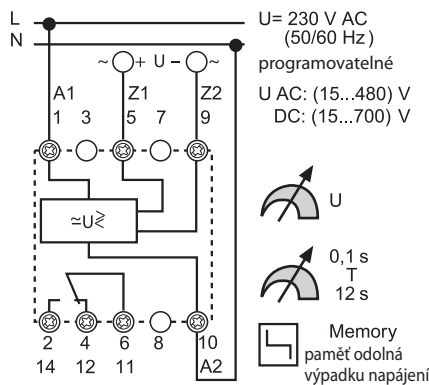 L
U= 230 V AC
N
(50/60 Hz)
~ + U - ~
programovatelné
A1 Z1 Z2
U AC: (15...480) V
1 3 5 7 9
DC: (15...700) V
≃U≷
U
0,1 s
T
12 s
2 4 6 8 10
14 12 11 A2
Memory
paměť odolná
výpadku napájení